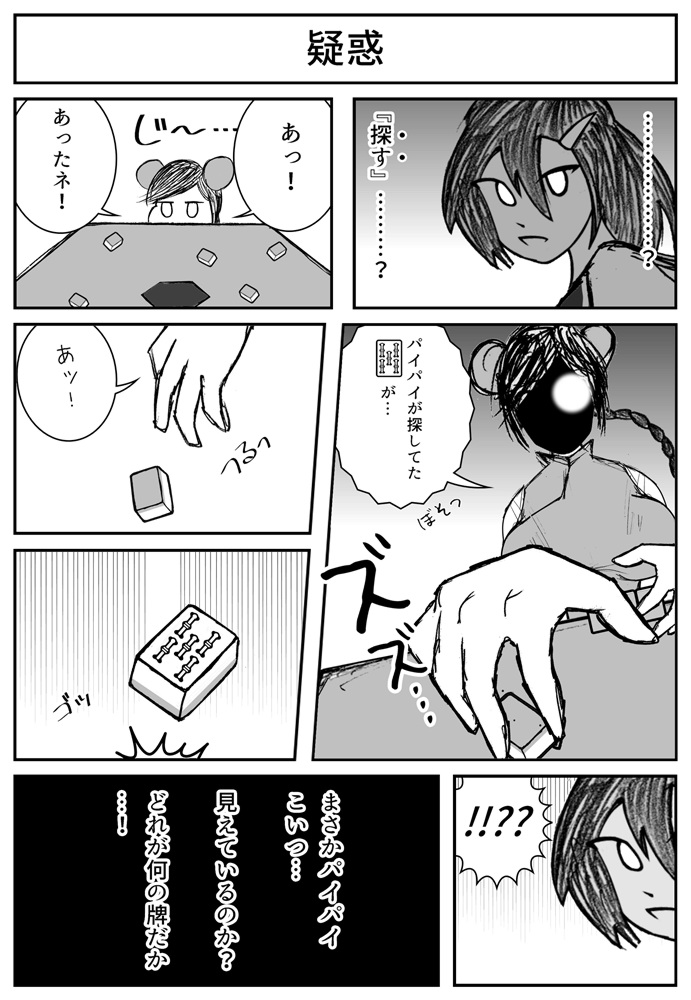 疑惑
…………………？
『探す』………？
じ～…
あっ！
あったネ！
パイパイが探してた
が…
ぼそっ
ズズ…
あッ！
つるっ
ゴツ
!!??
まさかパイパイ
こいつ…
見えているのか？
どれが何の牌だか
…！